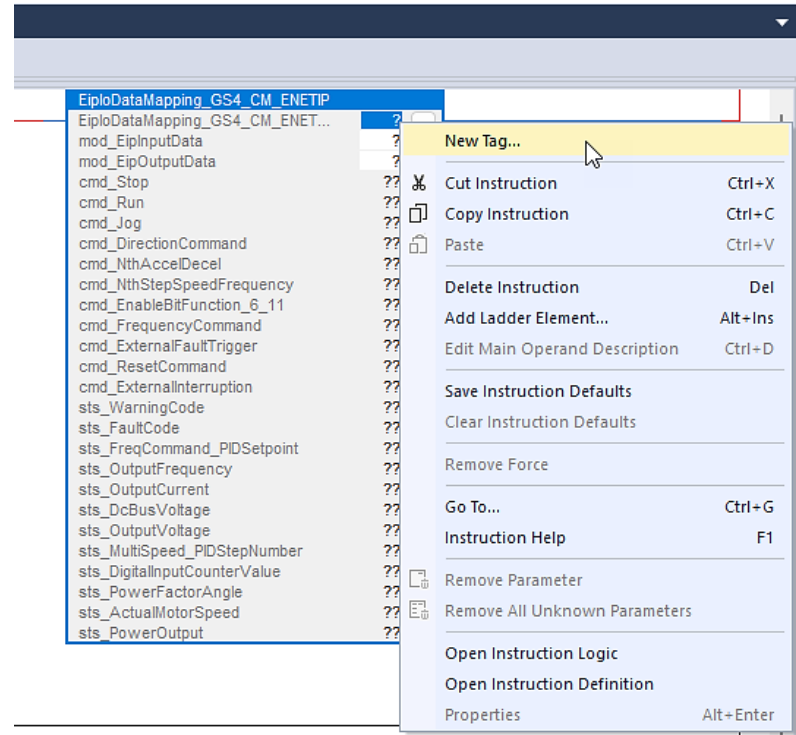 EiploDataMapping_GS4_CM_ENETIP
EiploDataMapping_GS4_CM_ENET... ?
mod_EipInputData ?
mod_EipOutputData ?
cmd_Stop ??
cmd_Run ??
cmd_Jog ??
cmd_DirectionCommand ??
cmd_NthAccelDecel ??
cmd_NthStepSpeedFrequency ??
cmd_EnableBitFunction_6_11 ??
cmd_FrequencyCommand ??
cmd_ExternalFaultTrigger ??
cmd_ResetCommand ??
cmd_ExternalInterruption ??
sts_WarningCode ??
sts_FaultCode ??
sts_FreqCommand_PIDSetpoint ??
sts_OutputFrequency ??
sts_OutputCurrent ??
sts_DcBusVoltage ??
sts_OutputVoltage ??
sts_MultiSpeed_PIDStepNumber ??
sts_DigitalInputCounterValue ??
sts_PowerFactorAngle ??
sts_ActualMotorSpeed ??
sts_PowerOutput ??
New Tag...
Cut Instruction Ctrl+X
Copy Instruction Ctrl+C
Paste Ctrl+V
Delete Instruction Del
Add Ladder Element... Alt+Ins
Edit Main Operand Description Ctrl+D
Save Instruction Defaults
Clear Instruction Defaults
Remove Force
Go To... Ctrl+G
Instruction Help F1
Remove Parameter
Remove All Unknown Parameters
Open Instruction Logic
Open Instruction Definition
Properties Alt+Enter